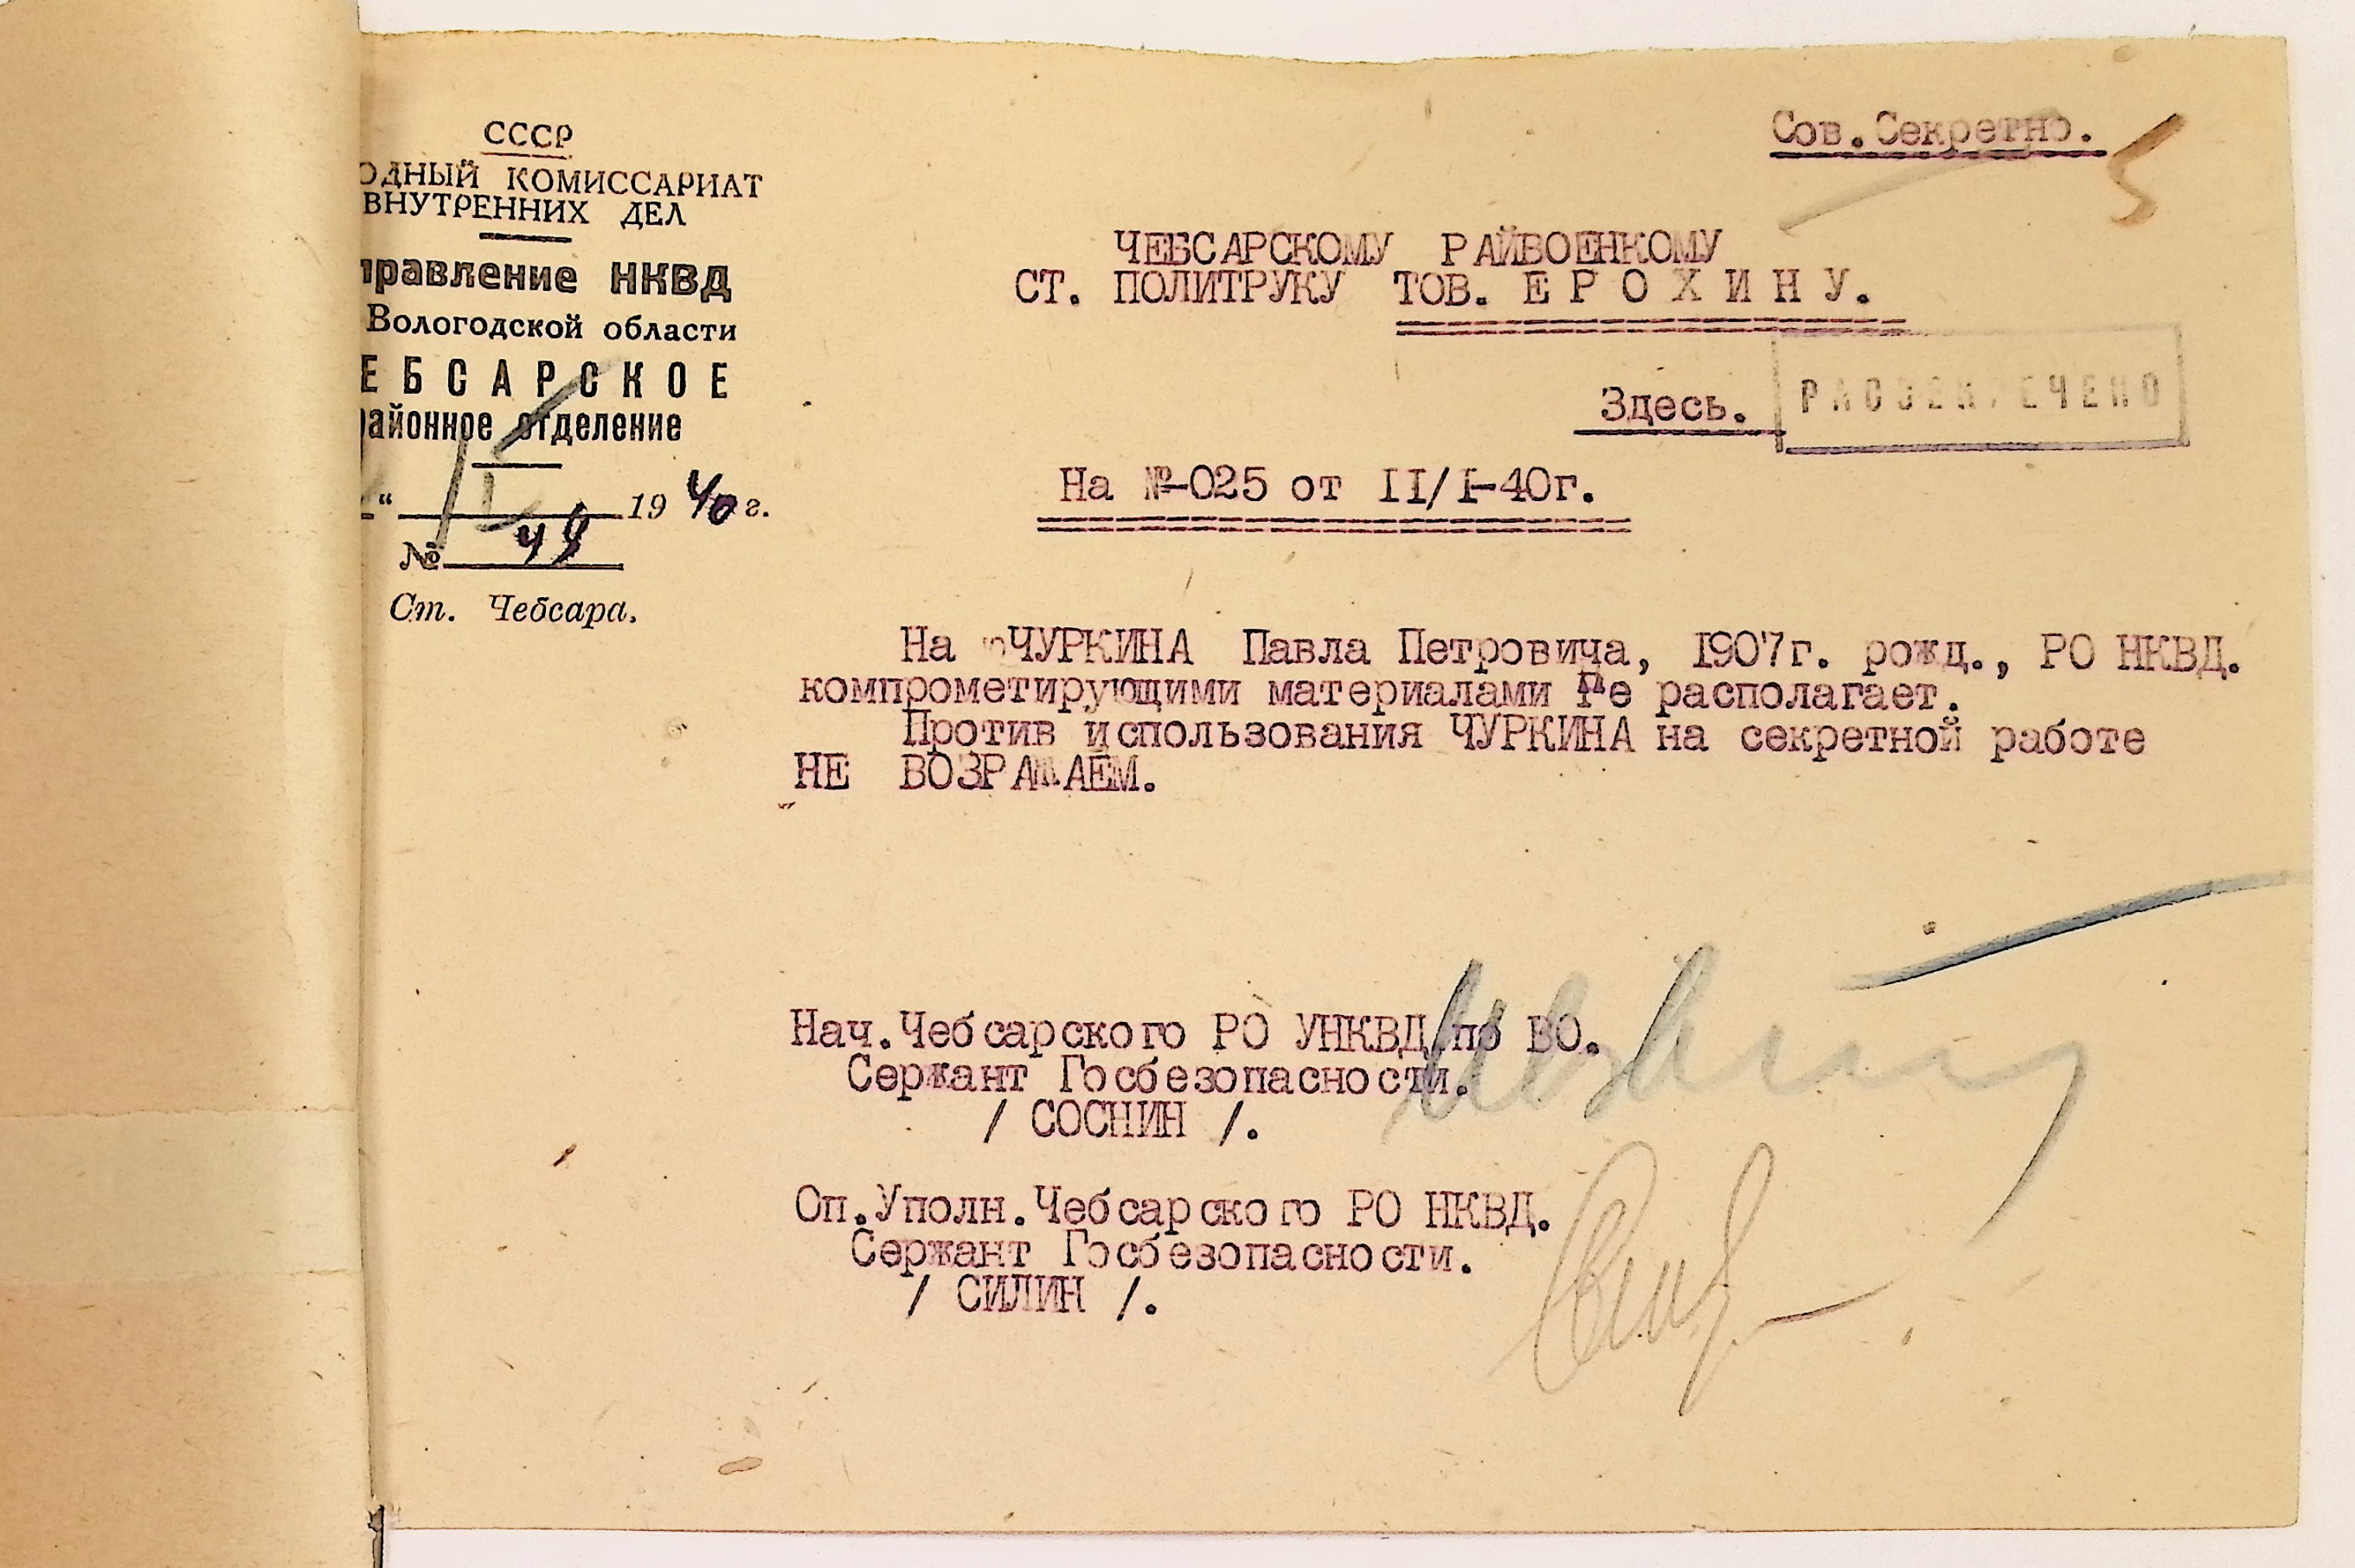 СССР
ОДНЫЙ КОМИССАРИАТ
ВНУТРЕННИХ ДЕЛ
правление НКВД
Вологодской области
ЕБСАРСКОЕ
районное отделение
“ I 1940 г.
№ 49
Ст. Чебсара.
Сов.Секретно.
5
ЧЕБСАРСКОМУ РАЙВОЕНКОМУ
СТ. ПОЛИТРУКУ ТОВ. Е Р О Х И Н У.
Здесь.
РАССЕКРЕЧЕНО
На №-025 от II/I-40г.
На ЧУРКИНА Павла Петровича, 1907г. рожд., РО НКВД.
компрометирующими материалами не располагает.
Против использования ЧУРКИНА на секретной работе
НЕ ВОЗРАЖАЕМ.
Нач.Чебсарского РО УНКВД по ВО.
Сержант Госбезопасности.
/ СОСНИН /.
Оп.Уполн.Чебсарского РО НКВД.
Сержант Госбезопасности.
/ СИЛИН /.